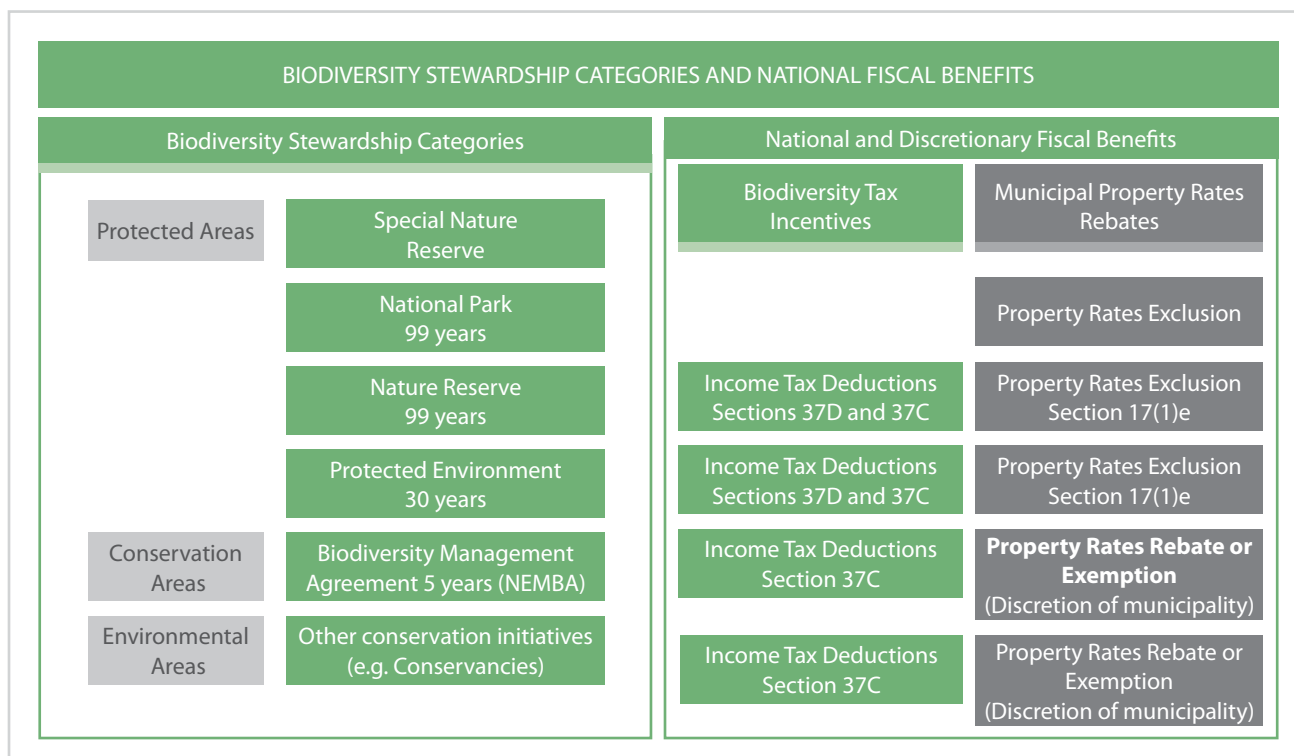 BIODIVERSITY STEWARDSHIP CATEGORIES AND NATIONAL FISCAL BENEFITS
Biodiversity Stewardship Categories
National and Discretionary Fiscal Benefits
Biodiversity Tax
Incentives
Municipal Property Rates
Rebates
Protected Areas
Special Nature
Reserve
National Park
99 years
Property Rates Exclusion
Nature Reserve
99 years
Income Tax Deductions
Sections 37D and 37C
Property Rates Exclusion
Section 17(1)e
Protected Environment
30 years
Income Tax Deductions
Sections 37D and 37C
Property Rates Exclusion
Section 17(1)e
Conservation
Areas
Biodiversity Management
Agreement 5 years (NEMBA)
Income Tax Deductions
Section 37C
Property Rates Rebate or
Exemption
(Discretion of municipality)
Environmental
Areas
Other conservation initiatives
(e.g. Conservancies)
Income Tax Deductions
Section 37C
Property Rates Rebate or
Exemption
(Discretion of municipality)